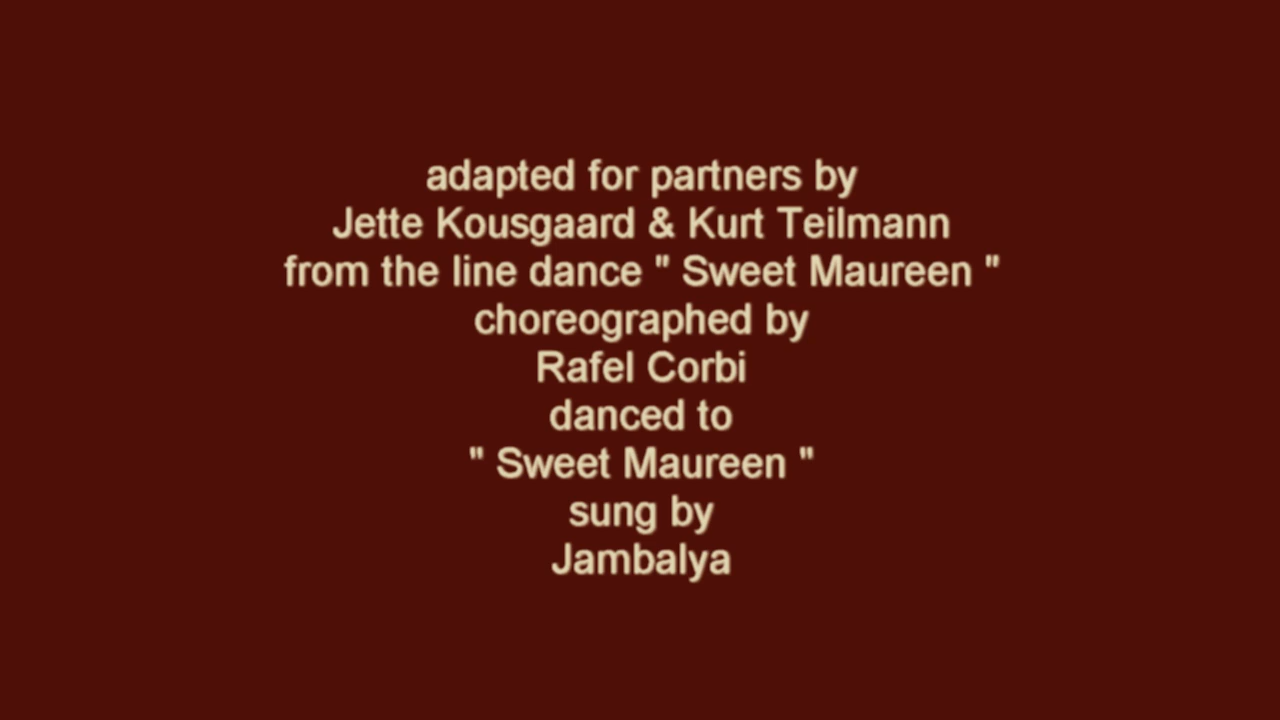 adapted for partners by
Jette Kousgaard & Kurt Teilmann
from the line dance " Sweet Maureen "
choreographed by
Rafel Corbi
danced to
" Sweet Maureen "
sung by
Jambalya